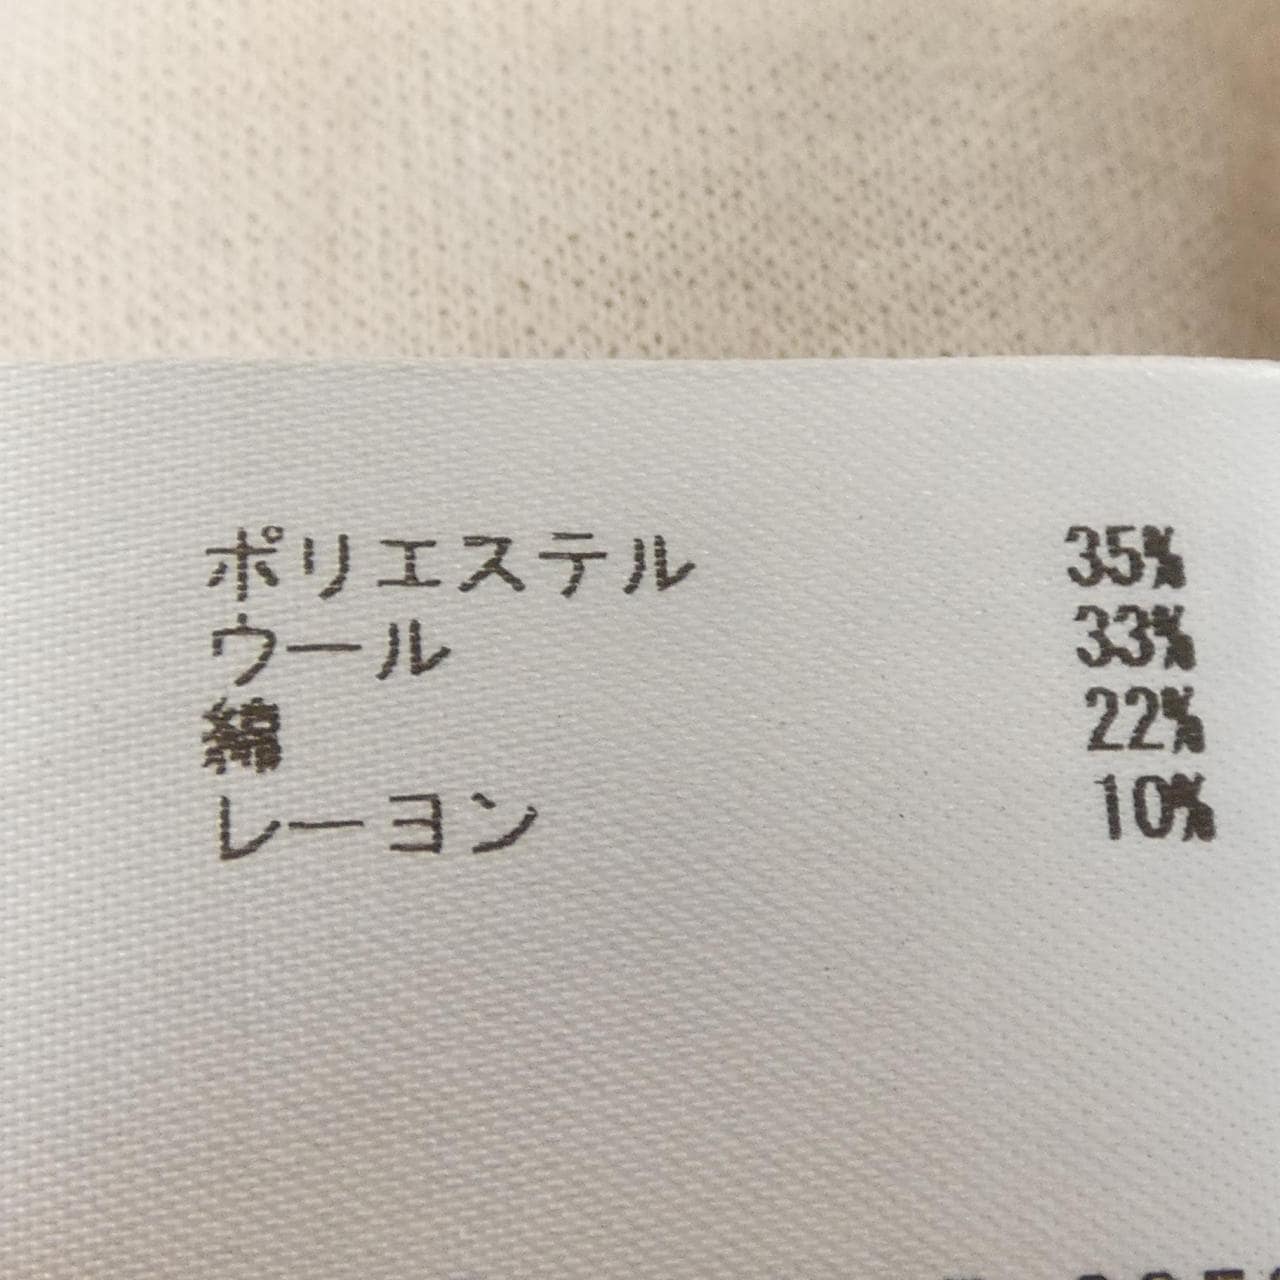 ポリエステル 35%
ウール 33%
綿 22%
レーヨン 10%